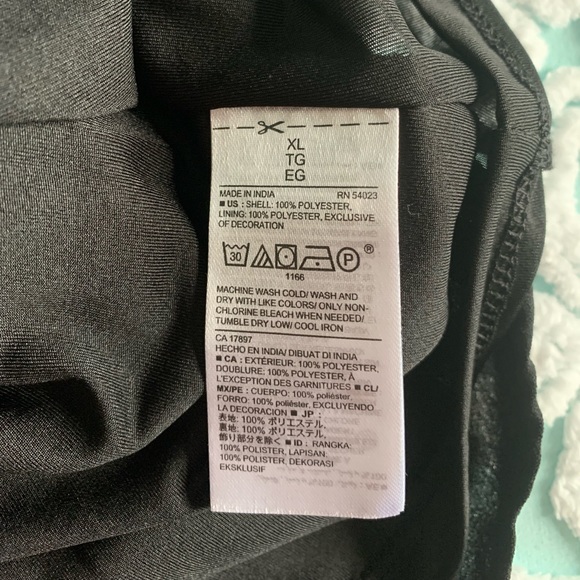 XL
TG
EG
MADE IN INDIA RN 54023
■ US : SHELL: 100% POLYESTER,
LINING: 100% POLYESTER, EXCLUSIVE
OF DECORATION
30 P ®
1166
MACHINE WASH COLD/ WASH AND
DRY WITH LIKE COLORS/ ONLY NON-
CHLORINE BLEACH WHEN NEEDED/
TUMBLE DRY LOW/ COOL IRON
CA 17897
HECHO EN INDIA/ DIBUAT DI INDIA
■ CA : EXTÉRIEUR: 100% POLYESTER,
DOUBLURE: 100% POLYESTER, À
L'EXCEPTION DES GARNITURES ■ CL/
MX/PE : CUERPO: 100% poliéster,
FORRO: 100% poliéster, EXCLUSIVO DE
LA DECORACION ■ JP :
表地: 100% ポリエステル,
裏地: 100% ポリエステル,
飾り部分を除く ■ ID : RANGKA:
100% POLISTER, LAPISAN:
100% POLISTER, DEKORASI
EKSKLUSIF